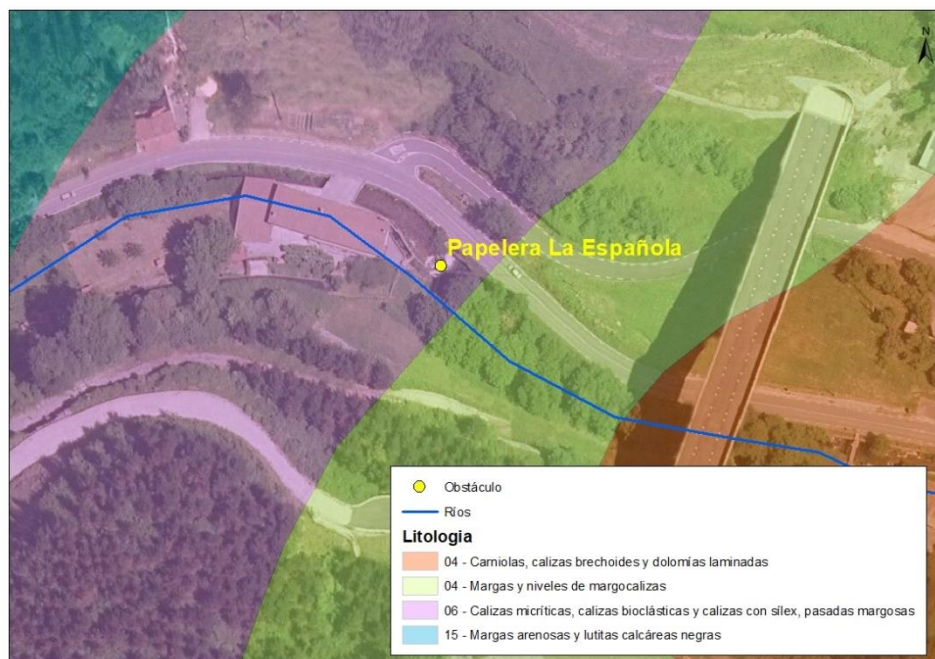 N
Papelera La Española
Obstáculo
Ríos
Litologia
04 - Carniolas, calizas brechoides y dolomías laminadas
04 - Margas y niveles de margocalizas
06 - Calizas micríticas, calizas bioclásticas y calizas con sílex, pasadas margosas
15 - Margas arenosas y lutitas calcáreas negras